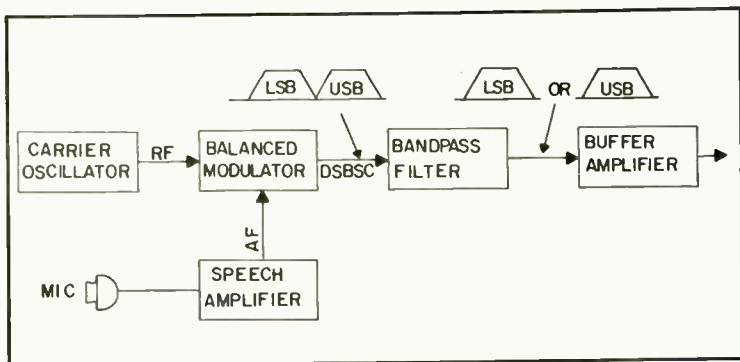 LSB USB
LSB OR USB
CARRIER
OSCILLATOR
RF
BALANCED
MODULATOR
DSBSC
BANDPASS
FILTER
BUFFER
AMPLIFIER
AF
MIC
SPEECH
AMPLIFIER